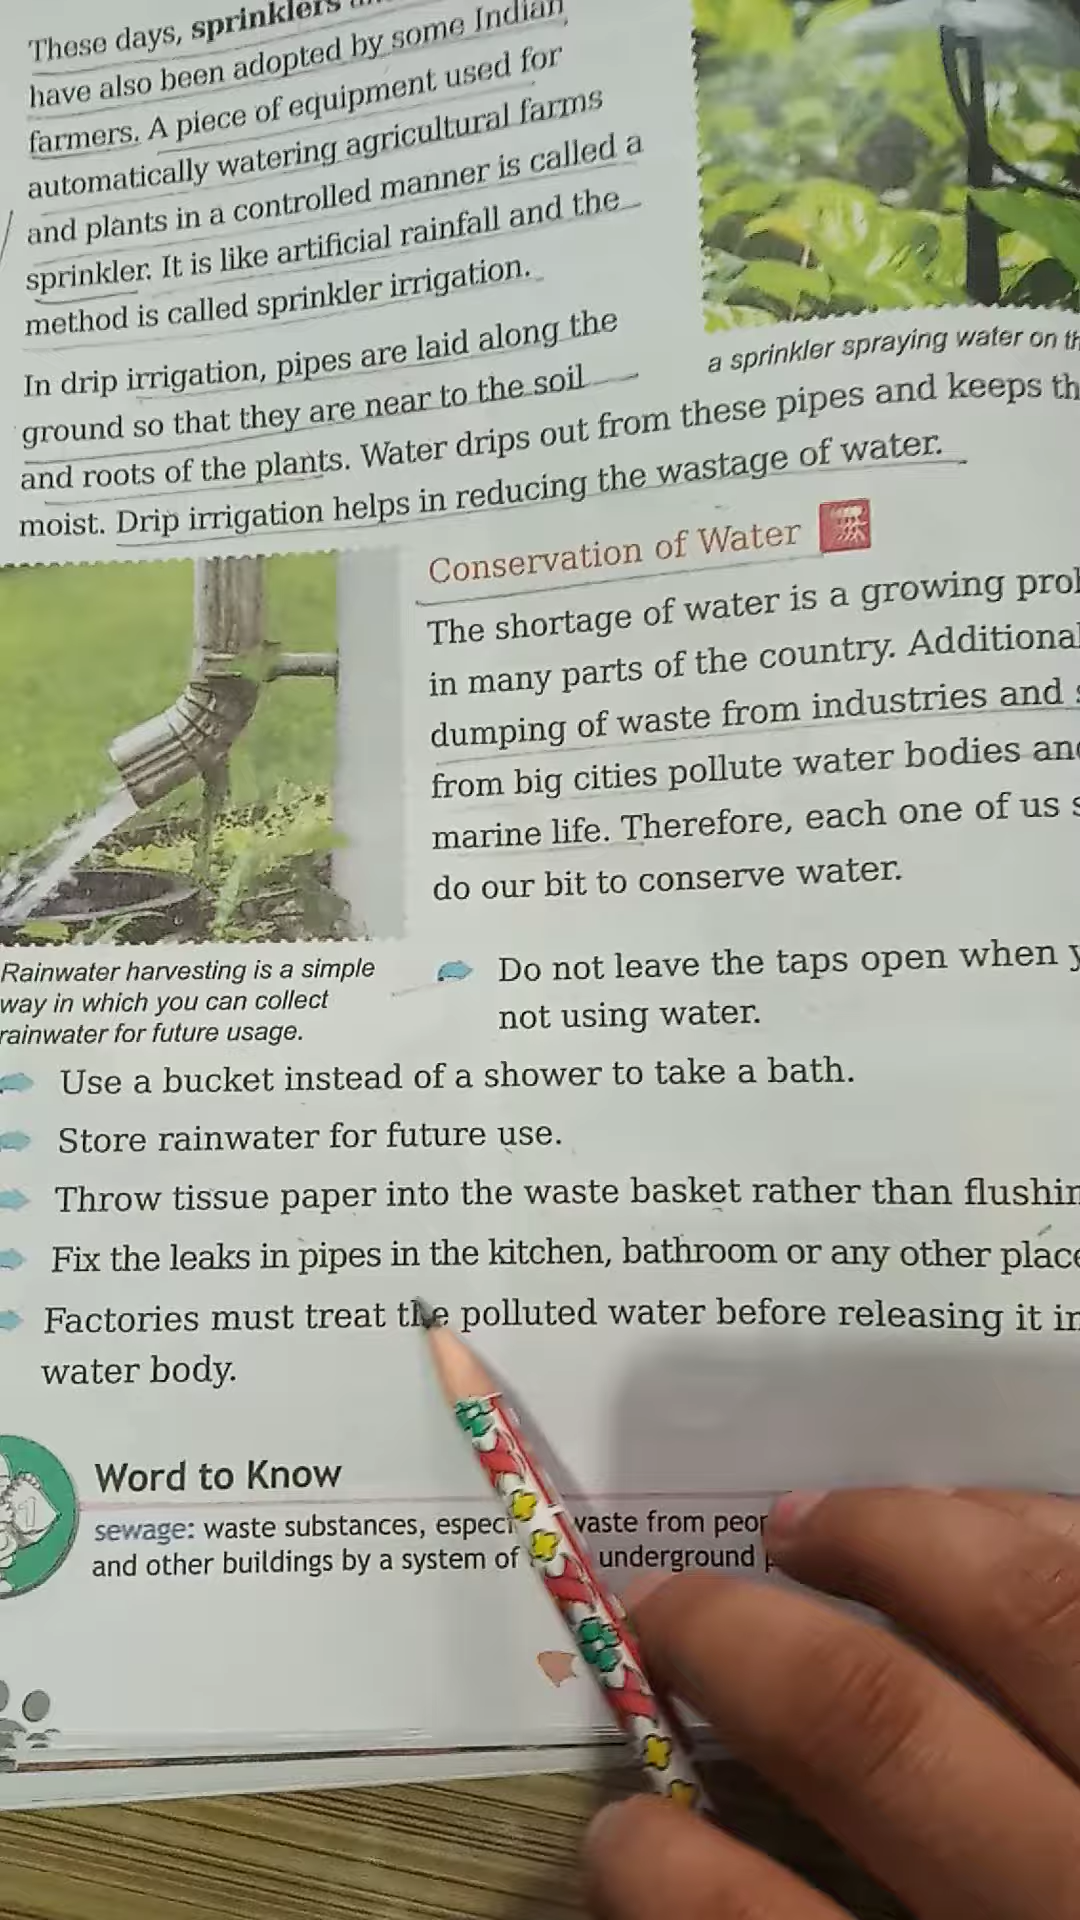 These days, sprinklers
have also been adopted by some Indian
farmers. A piece of equipment used for
automatically watering agricultural farms
and plants in a controlled manner is called a
sprinkler. It is like artificial rainfall and the
method is called sprinkler irrigation.
a sprinkler spraying water on
In drip irrigation, pipes are laid along the
ground so that they are near to the soil
and roots of the plants. Water drips out from these pipes and keeps
moist. Drip irrigation helps in reducing the wastage of water.
Conservation of Water
The shortage of water is a growing
in many parts of the country.
dumping of waste from industries and
from big cities pollute water bodies
marine life. Therefore, each one of us
do our bit to conserve water.
Rainwater harvesting is a simple
way in which you can collect
rainwater for future usage.
Do not leave the taps open when
not using water.
Use a bucket instead of a shower to take a bath.
Store rainwater for future use.
Throw tissue paper into the waste basket rather than
Fix the leaks in pipes in the kitchen, bathroom or any other
Factories must treat the polluted water before releasing it
water body.
Word to Know
sewage: waste substances, waste from
and other buildings by a system of underground